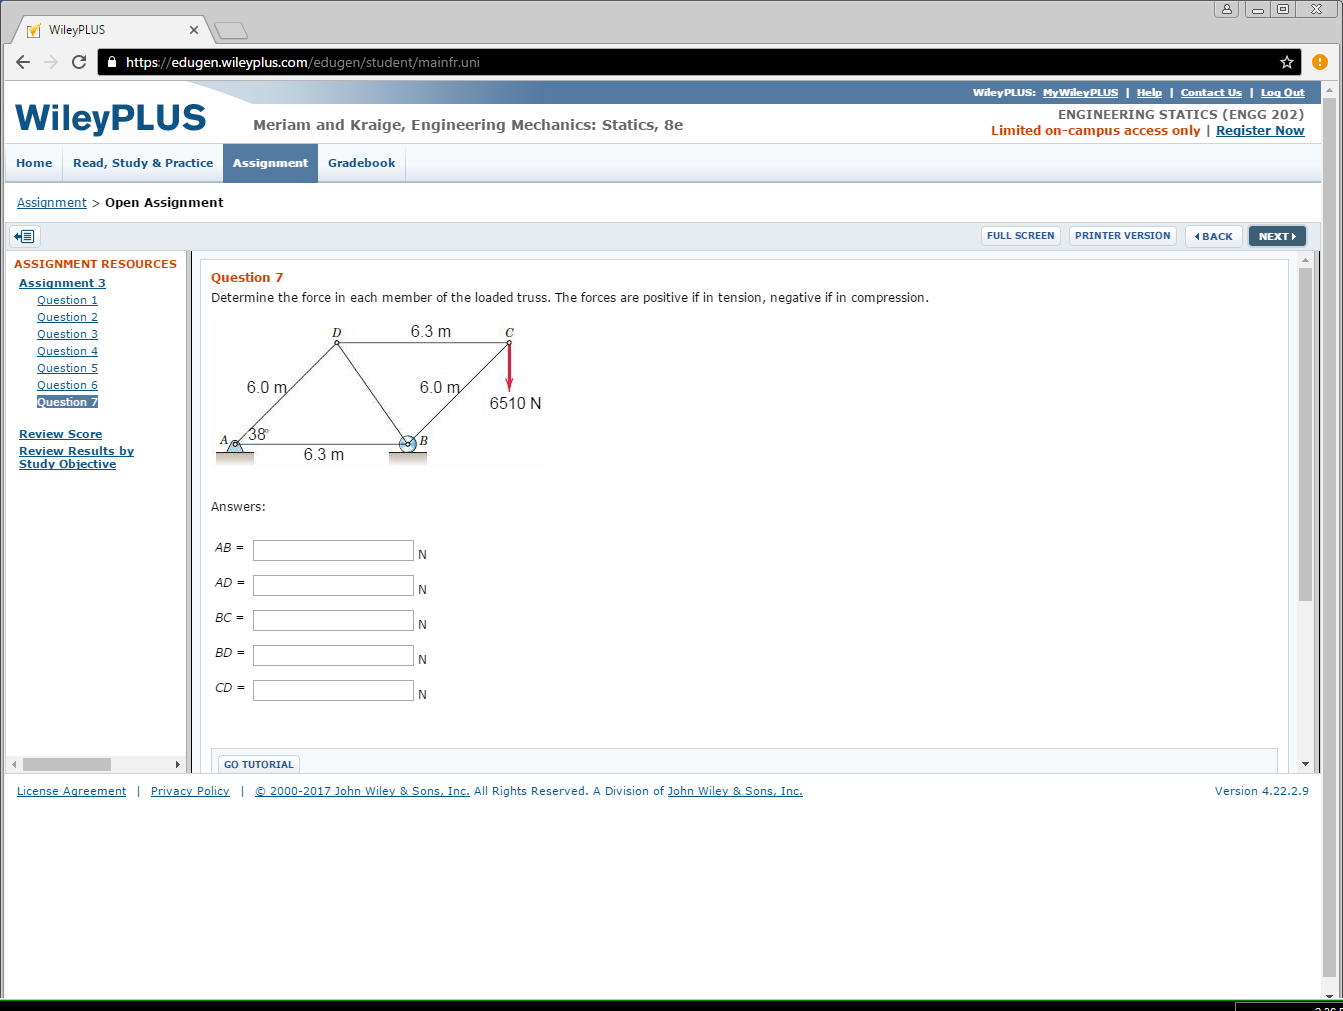 WileyPLUS
https://edugen.wileyplus.com/edugen/student/mainfr.uni
WileyPLUS: MyWileyPLUS | Help | Contact Us | Log Out
WileyPLUS
Meriam and Kraige, Engineering Mechanics: Statics, 8e
ENGINEERING STATICS (ENGG 202)
Limited on-campus access only | Register Now
Home Read, Study & Practice Assignment Gradebook
Assignment > Open Assignment
FULL SCREEN PRINTER VERSION BACK NEXT
ASSIGNMENT RESOURCES
Assignment 3
Question 1
Question 2
Question 3
Question 4
Question 5
Question 6
Question 7
Review Score
Review Results by
Study Objective
Question 7
Determine the force in each member of the loaded truss. The forces are positive if in tension, negative if in compression.
D 6.3 m C
6.0 m 6.0 m
6510 N
A 38° B
6.3 m
Answers:
AB = N
AD = N
BC = N
BD = N
CD = N
GO TUTORIAL
License Agreement | Privacy Policy | © 2000-2017 John Wiley & Sons, Inc. All Rights Reserved. A Division of John Wiley & Sons, Inc.
Version 4.22.2.9